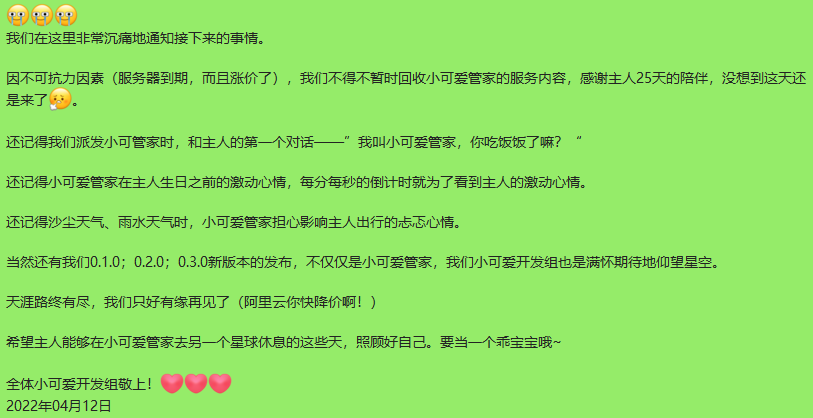 😭😭😭
我们在这里非常沉痛地通知接下来的事情。
因不可抗力因素（服务器到期，而且涨价了），我们不得不暂时回收小可爱管家的服务内容，感谢主人25天的陪伴，没想到这天还
是来了🥱。
还记得我们派发小可管家时，和主人的第一个对话——”我叫小可爱管家，你吃饭饭了嘛？“
还记得小可爱管家在主人生日之前的激动心情，每分每秒的倒计时就为了看到主人的激动心情。
还记得沙尘天气、雨水天气时，小可爱管家担心影响主人出行的忐忑心情。
当然还有我们0.1.0；0.2.0；0.3.0新版本的发布，不仅仅是小可爱管家，我们小可爱开发组也是满怀期待地仰望星空。
天涯路终有尽，我们只好有缘再见了（阿里云你快降价啊！）
希望主人能够在小可爱管家去另一个星球休息的这些天，照顾好自己。要当一个乖宝宝哦~
全体小可爱开发组敬上！❤❤❤
2022年04月12日